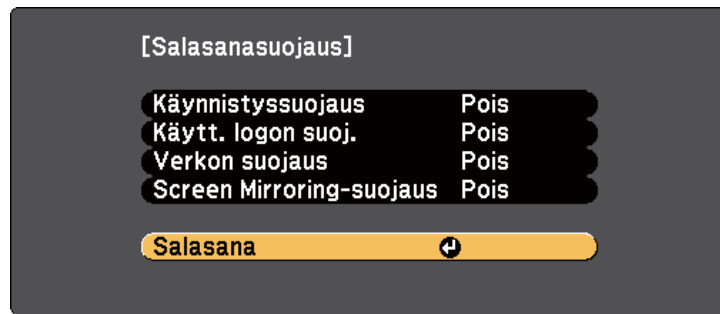 [Salasanasuojaus]
Käynnistyssuojaus Pois
Käytt. logon suoj. Pois
Verkon suojaus Pois
Screen Mirroring-suojaus Pois
Salasana